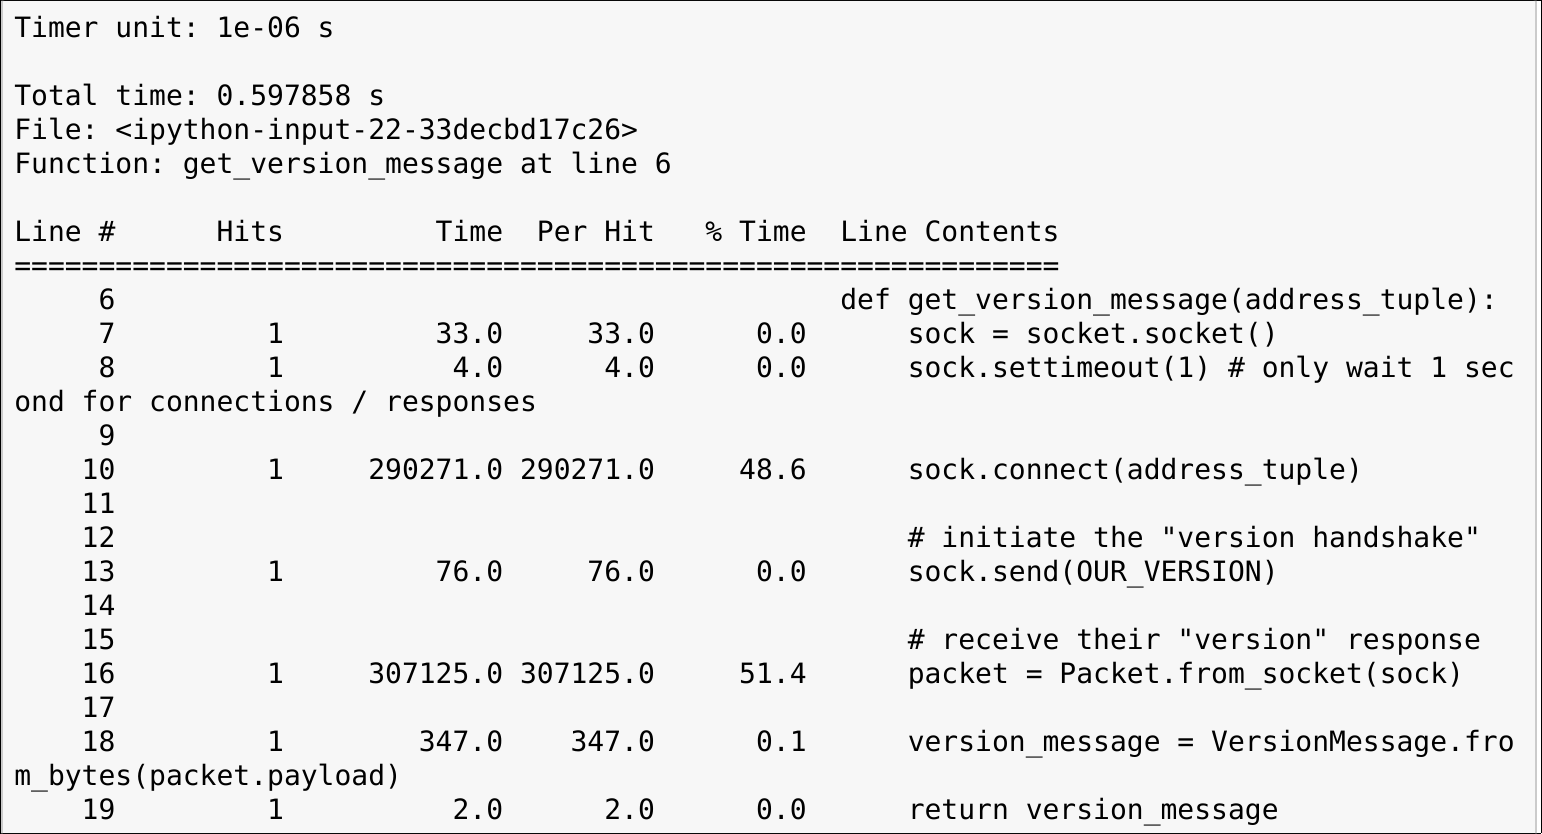 Timer unit: 1e-06 s

Total time: 0.597858 s
File: <ipython-input-22-33decbd17c26>
Function: get_version_message at line 6

Line #      Hits         Time  Per Hit   % Time  Line Contents
==============================================================
     6                                           def get_version_message(address_tuple):
     7         1         33.0     33.0      0.0      sock = socket.socket()
     8         1          4.0      4.0      0.0      sock.settimeout(1) # only wait 1 sec
ond for connections / responses
     9
    10         1     290271.0 290271.0     48.6      sock.connect(address_tuple)
    11
    12                                               # initiate the "version handshake"
    13         1         76.0     76.0      0.0      sock.send(OUR_VERSION)
    14
    15                                               # receive their "version" response
    16         1     307125.0 307125.0     51.4      packet = Packet.from_socket(sock)
    17
    18         1        347.0    347.0      0.1      version_message = VersionMessage.fro
m_bytes(packet.payload)
    19         1          2.0      2.0      0.0      return version_message